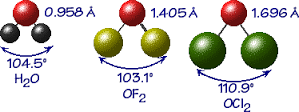 0.958 Å
104.5°
H2O
1.405 Å
103.1°
OF2
1.696 Å
110.9°
OCl2